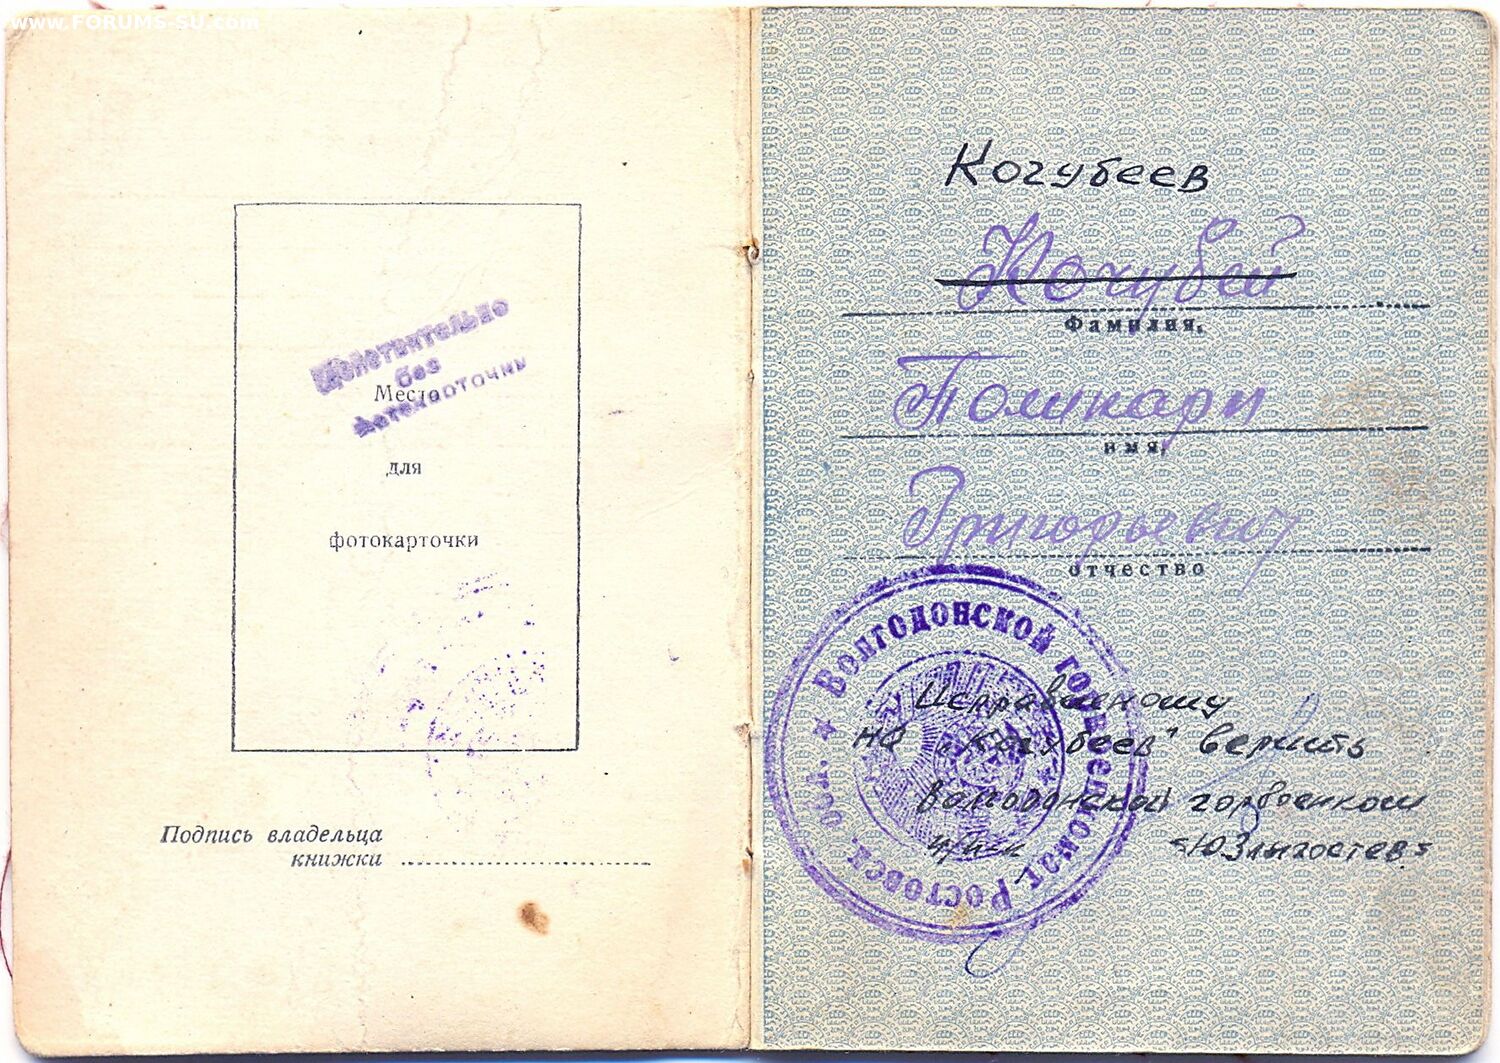 www.FORUMS-SU.com
Действительно
без
фотокарточки
Место
для
фотокарточки
Подпись владельца
книжки
Когубеев
Кочубей
Фамилия,
Поликарп
имя,
Григорьевич
отчество
★ Волгодонской горвоенкомат Ростовск. обл.
Исправленному
на „Когубеев" верить
Волгодонской горвоенком